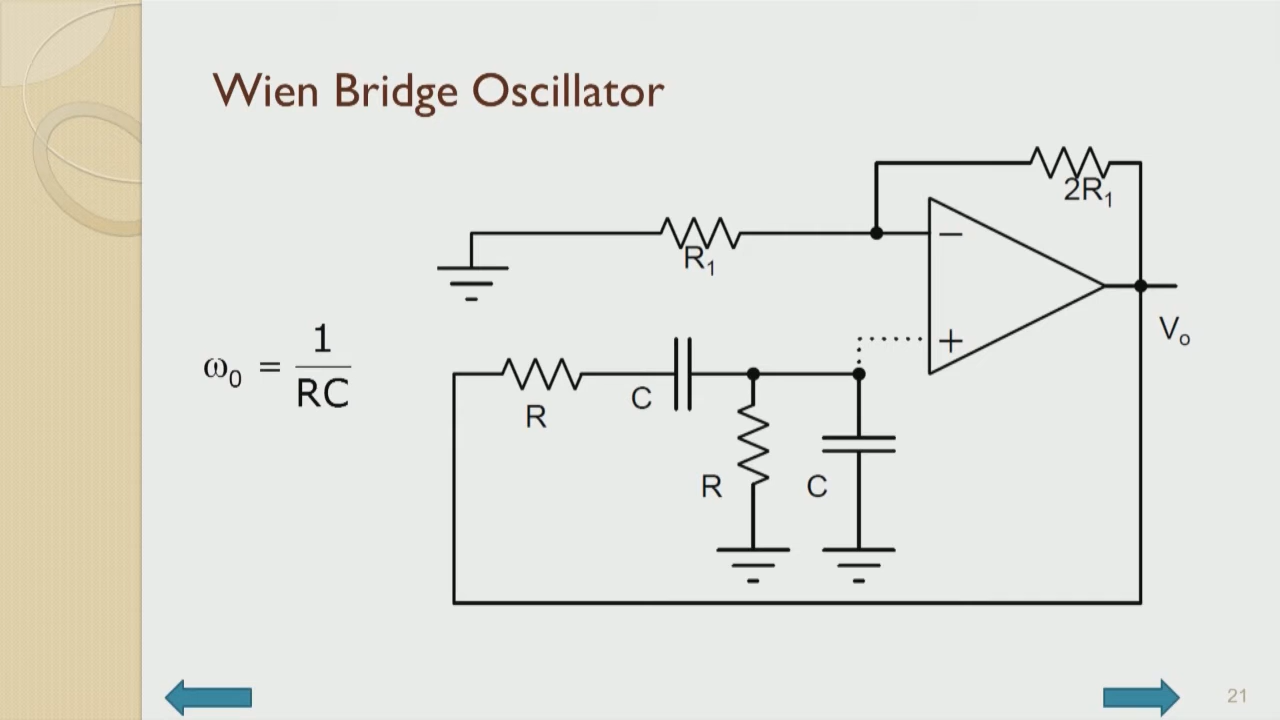 Wien Bridge Oscillator
2R₁
R₁
−
+
Vₒ
ω₀ = 1/RC
R
C
R
C
21